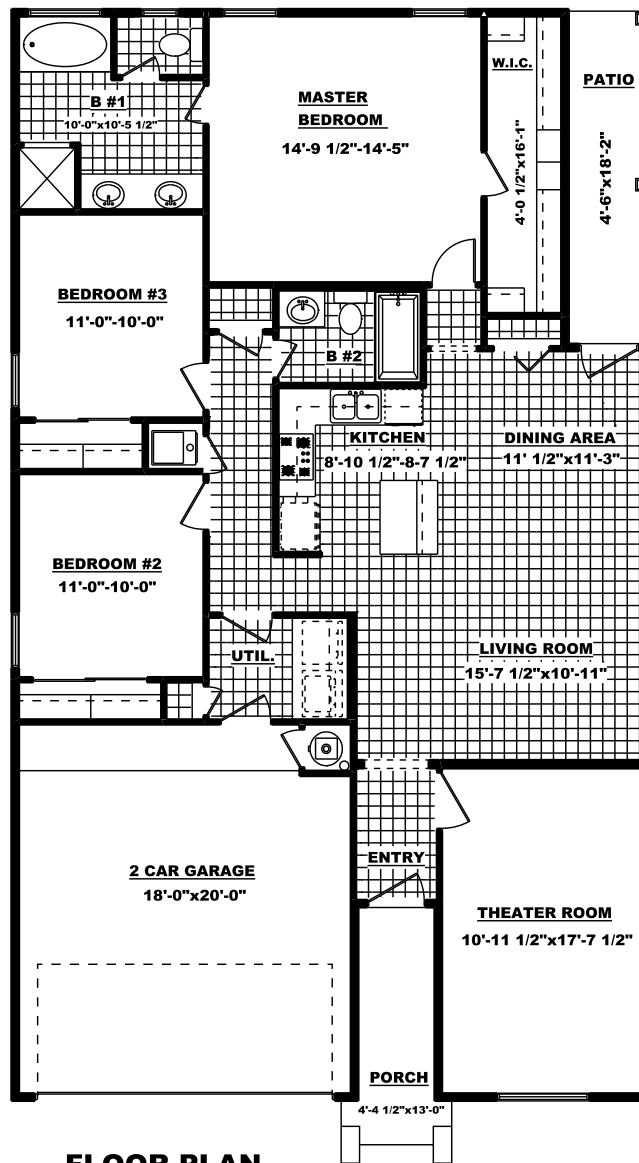 W.I.C.
4'-0 1/2"x16'-1"
PATIO
4'-6"x18'-2"
MASTER
BEDROOM
14'-9 1/2"-14'-5"
B #1
10'-0"x10'-5 1/2"
BEDROOM #3
11'-0"-10'-0"
B #2
KITCHEN
8'-10 1/2"-8-7 1/2"
DINING AREA
11' 1/2"x11'-3"
BEDROOM #2
11'-0"-10'-0"
UTIL.
LIVING ROOM
15'-7 1/2"x10'-11"
2 CAR GARAGE
18'-0"x20'-0"
ENTRY
THEATER ROOM
10'-11 1/2"x17'-7 1/2"
PORCH
4'-4 1/2"x13'-0"
FLOOR PLAN